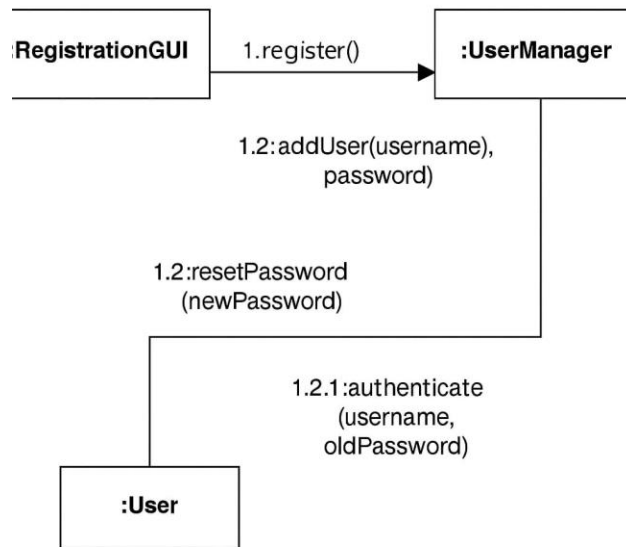 :RegistrationGUI
1.register()
:UserManager
1.2:addUser(username),
password)
1.2:resetPassword
(newPassword)
1.2.1:authenticate
(username,
oldPassword)
:User